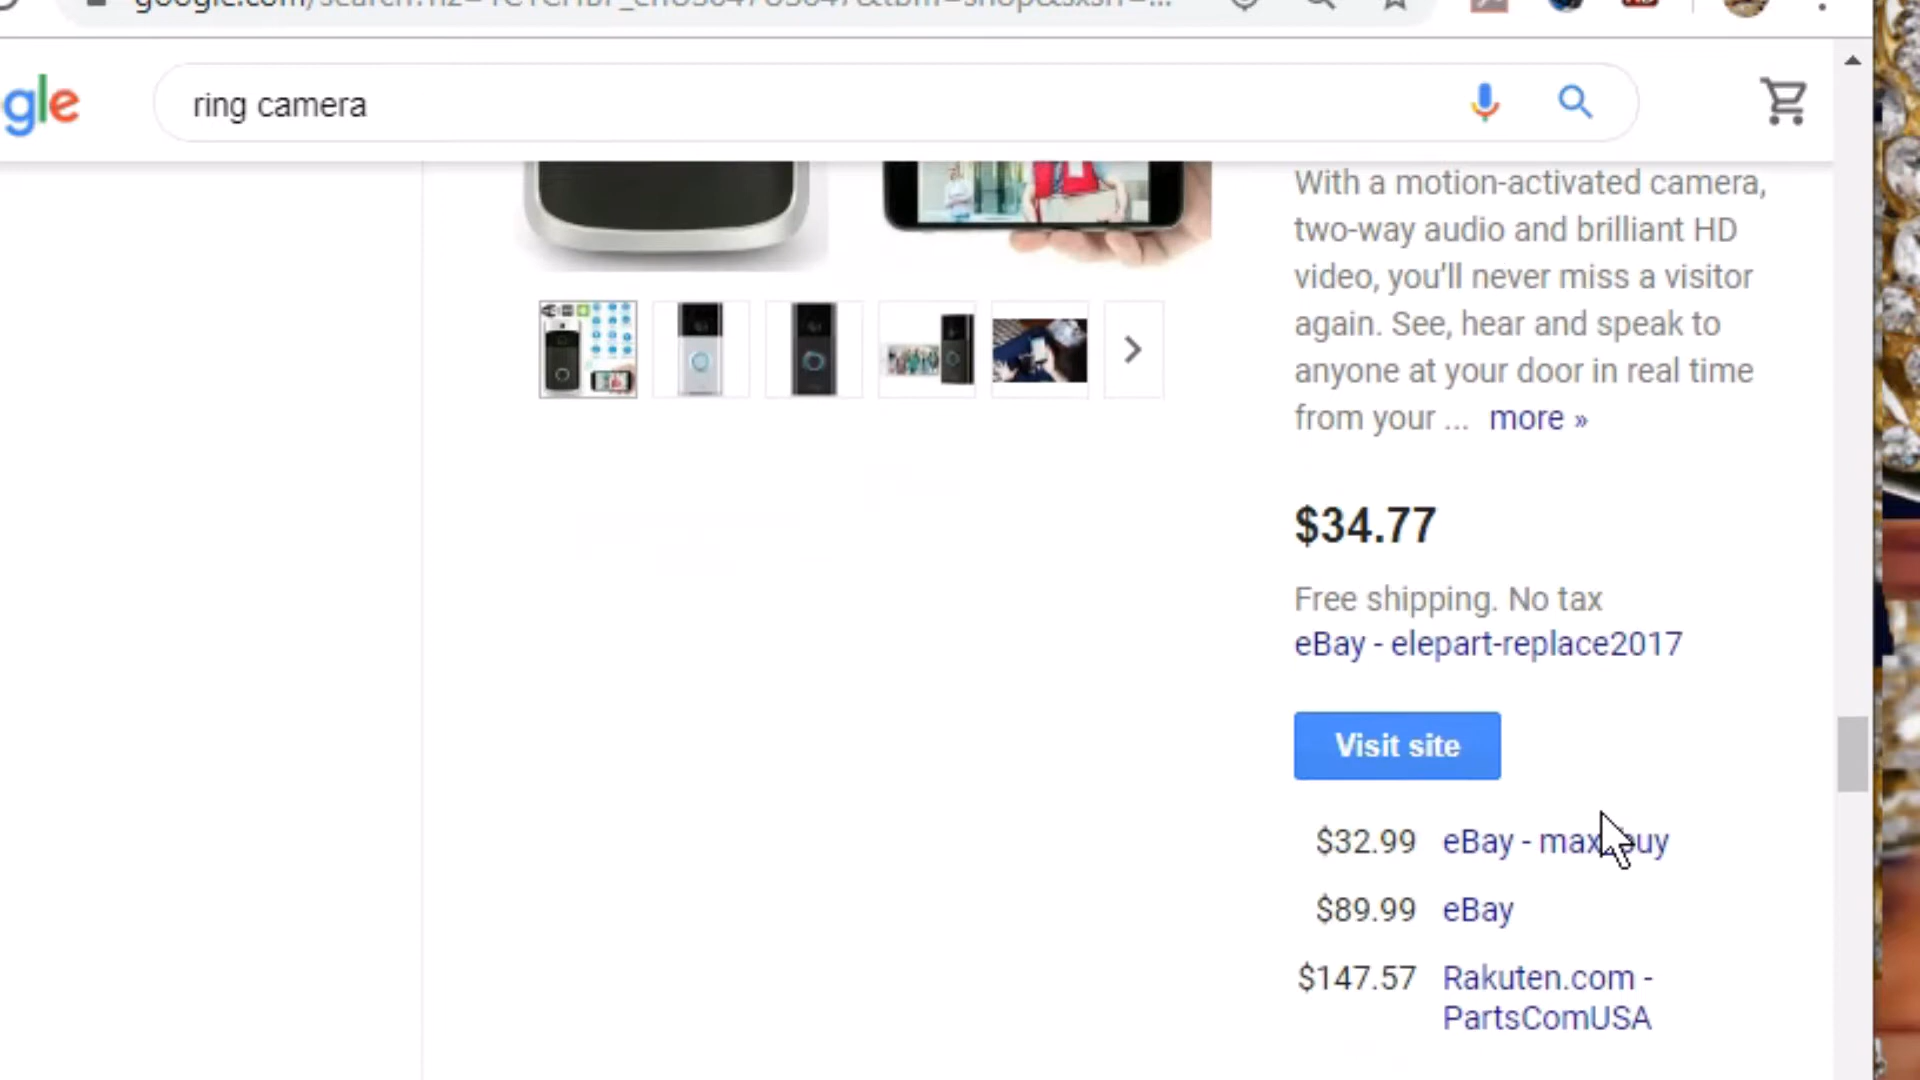 gle
ring camera
With a motion-activated camera,
two-way audio and brilliant HD
video, you'll never miss a visitor
again. See, hear and speak to
anyone at your door in real time
from your ... more »
$34.77
Free shipping. No tax
eBay - elepart-replace2017
Visit site
$32.99 eBay -
$89.99 eBay
$147.57 Rakuten.com -
PartsComUSA